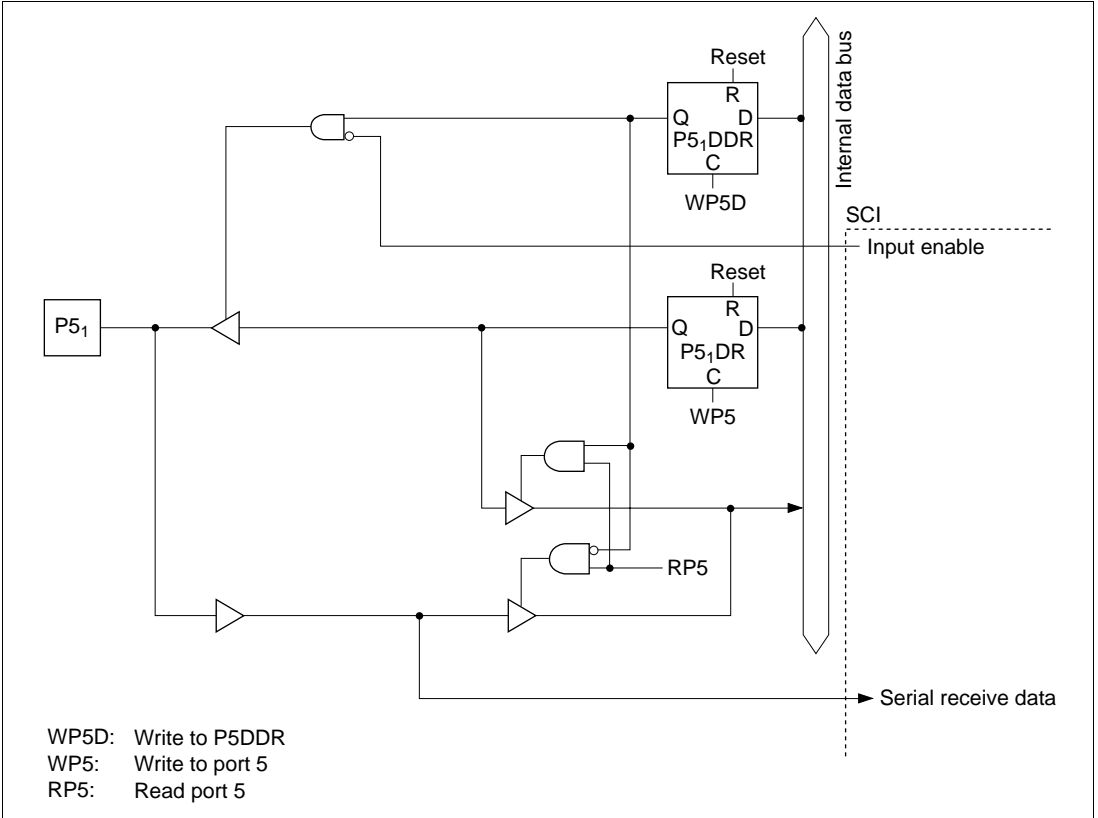 Reset
R
Q D
P5₁DDR
C
WP5D
Internal data bus
SCI
Input enable
Reset
R
Q D
P5₁DR
C
WP5
P5₁
RP5
Serial receive data
WP5D: Write to P5DDR
WP5: Write to port 5
RP5: Read port 5